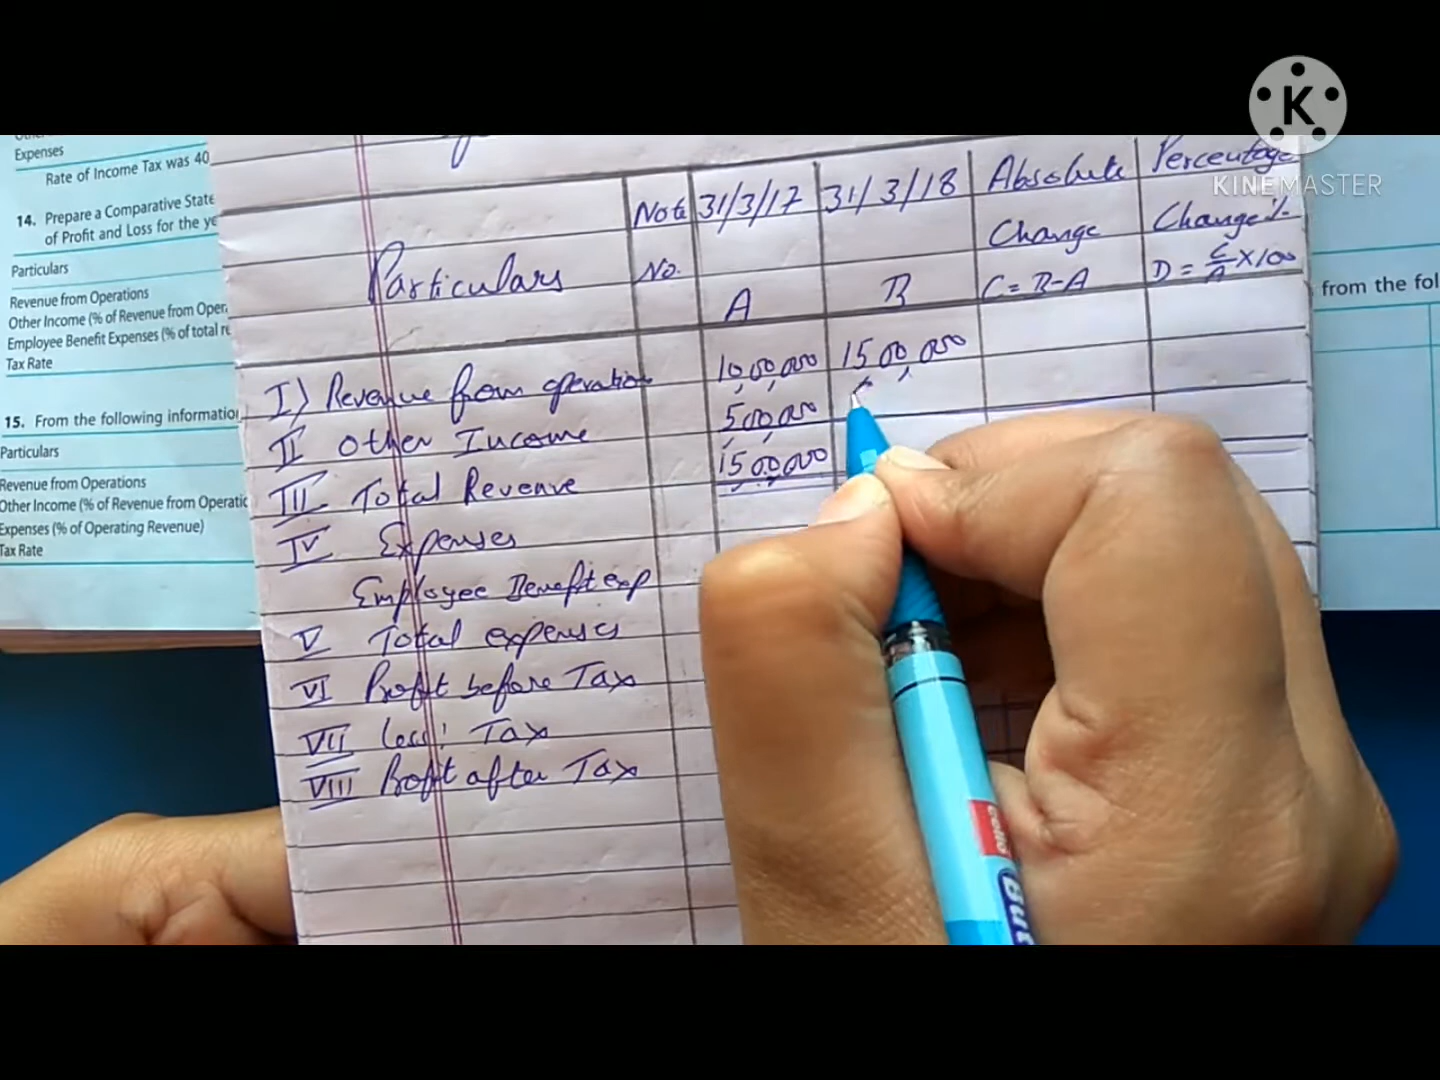 K
KINEMASTER
Expenses
Rate of Income Tax was 40
14. Prepare a Comparative State
of Profit and Loss for the ye
Particulars
Revenue from Operations
Other Income (% of Revenue from Oper
Employee Benefit Expenses (% of total re
Tax Rate
15. From the following information
Particulars
Revenue from Operations
Other Income (% of Revenue from Operatio
Expenses (% of Operating Revenue)
Tax Rate
from the fol
Particulars Note No. 31/3/17 31/3/18 Absolute Change Percentage Change %
A B C = B-A D = C/A X100
I) Revenue from operation 10,00,000 15,00,000
II Other Income 5,00,000
III Total Revenue 15,00,000
IV Expenses
Employee Benefit exp
V Total expenses
VI Profit before Tax
VII Less: Tax
VIII Profit after Tax
cello